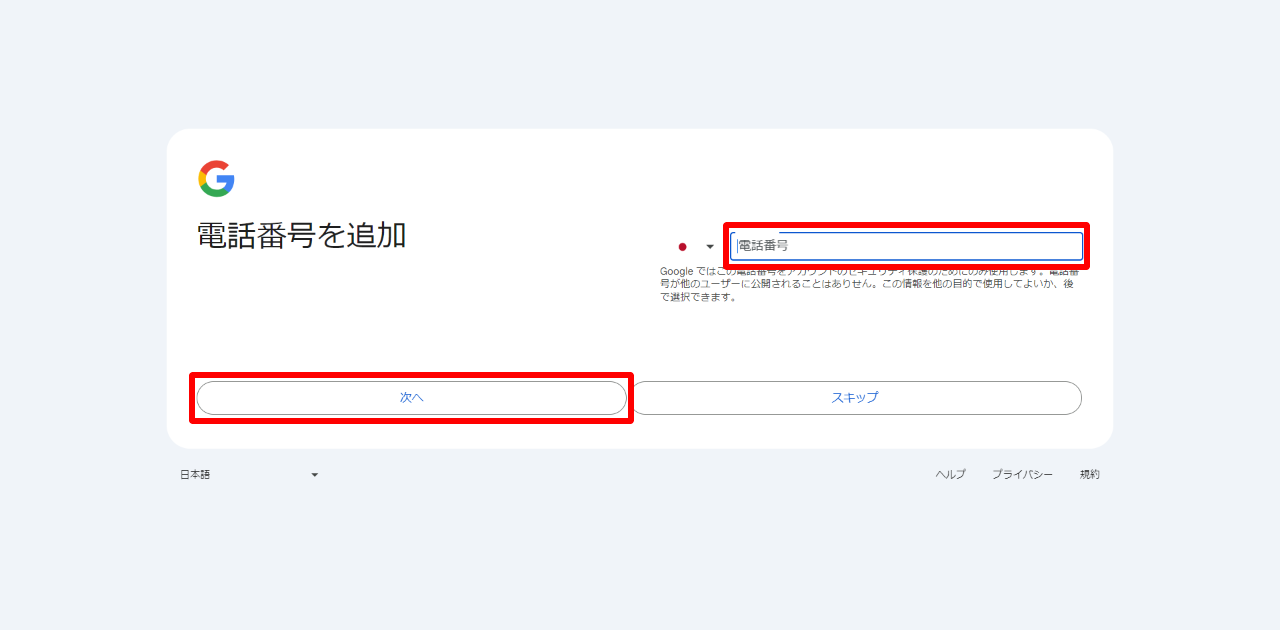 電話番号を追加
電話番号
Google ではこの電話番号をアカウントのセキュリティ保護のためにのみ使用します。電話番
号が他のユーザーに公開されることはありせん。この情報を他の目的で使用してよいか、後
で選択できます。
次へ
スキップ
日本語
ヘルプ
プライバシー
規約